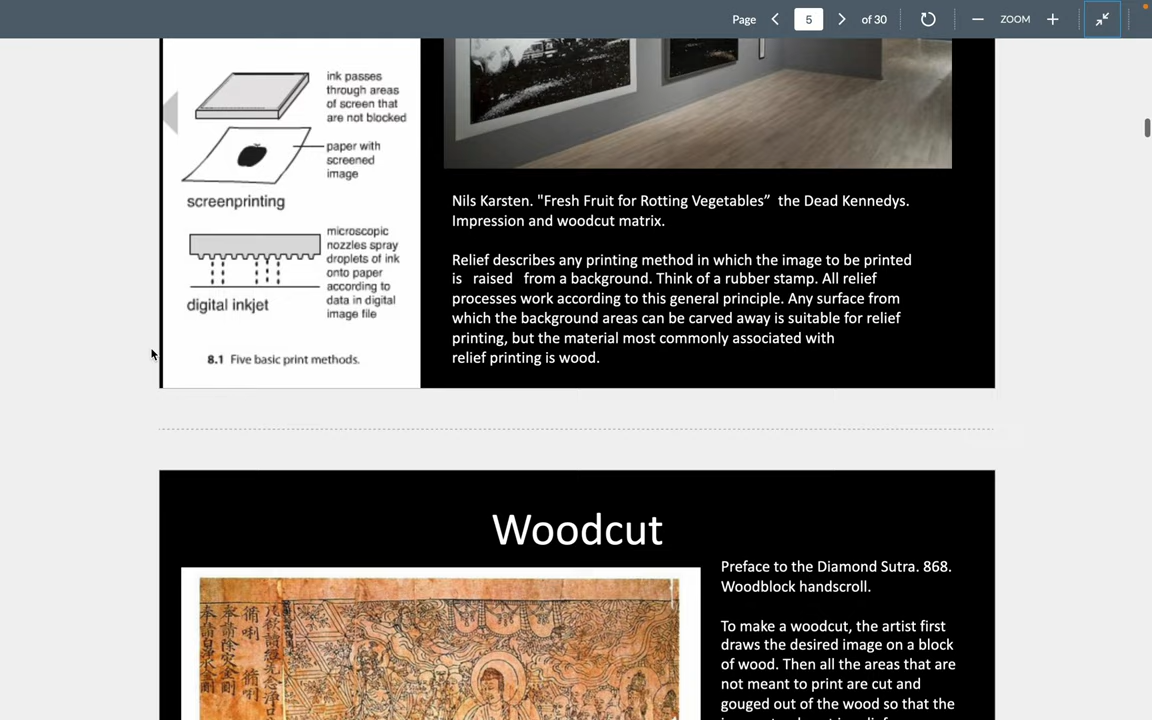 Page
5
of 30
ZOOM
ink passes
through areas
of screen that
are not blocked
paper with
screened
image
screenprinting
microscopic
nozzles spray
droplets of ink
onto paper
according to
data in digital
image file
digital inkjet
8.1 Five basic print methods.
Nils Karsten. "Fresh Fruit for Rotting Vegetables” the Dead Kennedys.
Impression and woodcut matrix.
Relief describes any printing method in which the image to be printed
is raised from a background. Think of a rubber stamp. All relief
processes work according to this general principle. Any surface from
which the background areas can be carved away is suitable for relief
printing, but the material most commonly associated with
relief printing is wood.
Woodcut
Preface to the Diamond Sutra. 868.
Woodblock handscroll.
To make a woodcut, the artist first
draws the desired image on a block
of wood. Then all the areas that are
not meant to print are cut and
gouged out of the wood so that the